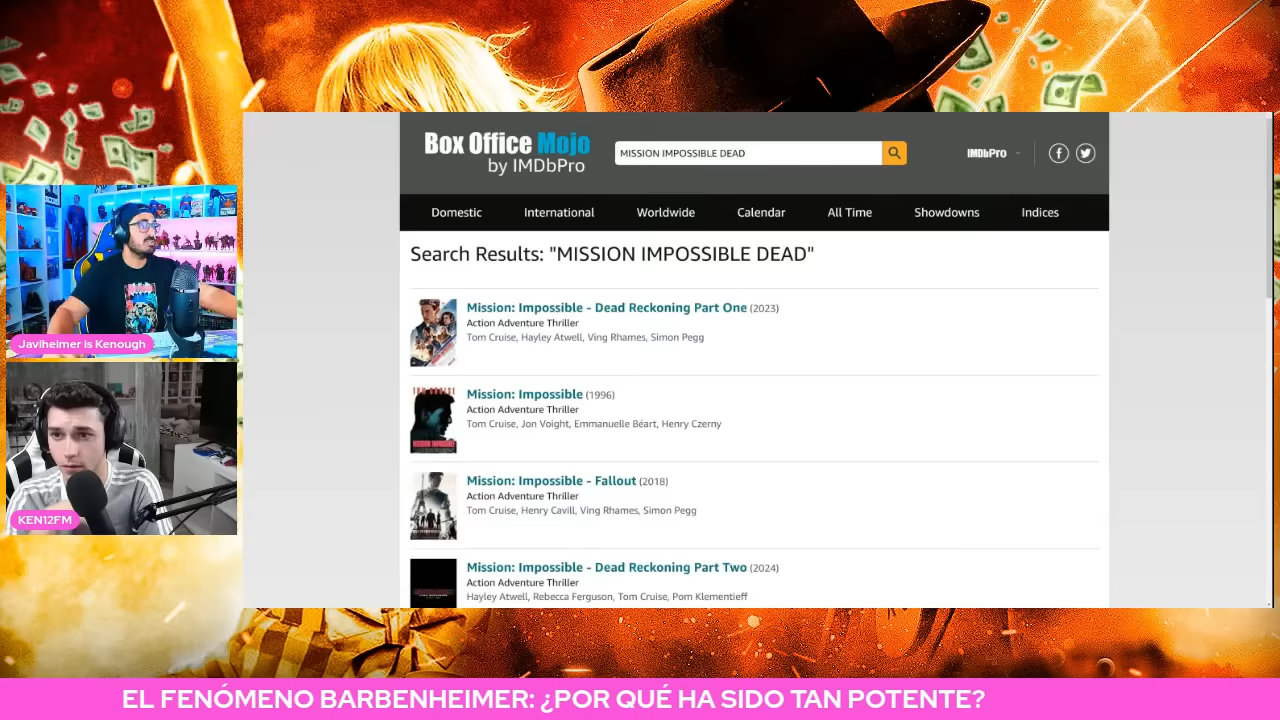 Box Office Mojo
by IMDbPro
MISSION IMPOSSIBLE DEAD
IMDbPro
Domestic International Worldwide Calendar All Time Showdowns Indices
Search Results: "MISSION IMPOSSIBLE DEAD"
Mission: Impossible - Dead Reckoning Part One (2023)
Action Adventure Thriller
Tom Cruise, Hayley Atwell, Ving Rhames, Simon Pegg
Mission: Impossible (1996)
Action Adventure Thriller
Tom Cruise, Jon Voight, Emmanuelle Béart, Henry Czerny
Mission: Impossible - Fallout (2018)
Action Adventure Thriller
Tom Cruise, Henry Cavill, Ving Rhames, Simon Pegg
Mission: Impossible - Dead Reckoning Part Two (2024)
Action Adventure Thriller
Hayley Atwell, Rebecca Ferguson, Tom Cruise, Pom Klementieff
Javiheimer is Kenough
KEN12FM
EL FENÓMENO BARBENHEIMER: ¿POR QUÉ HA SIDO TAN POTENTE?